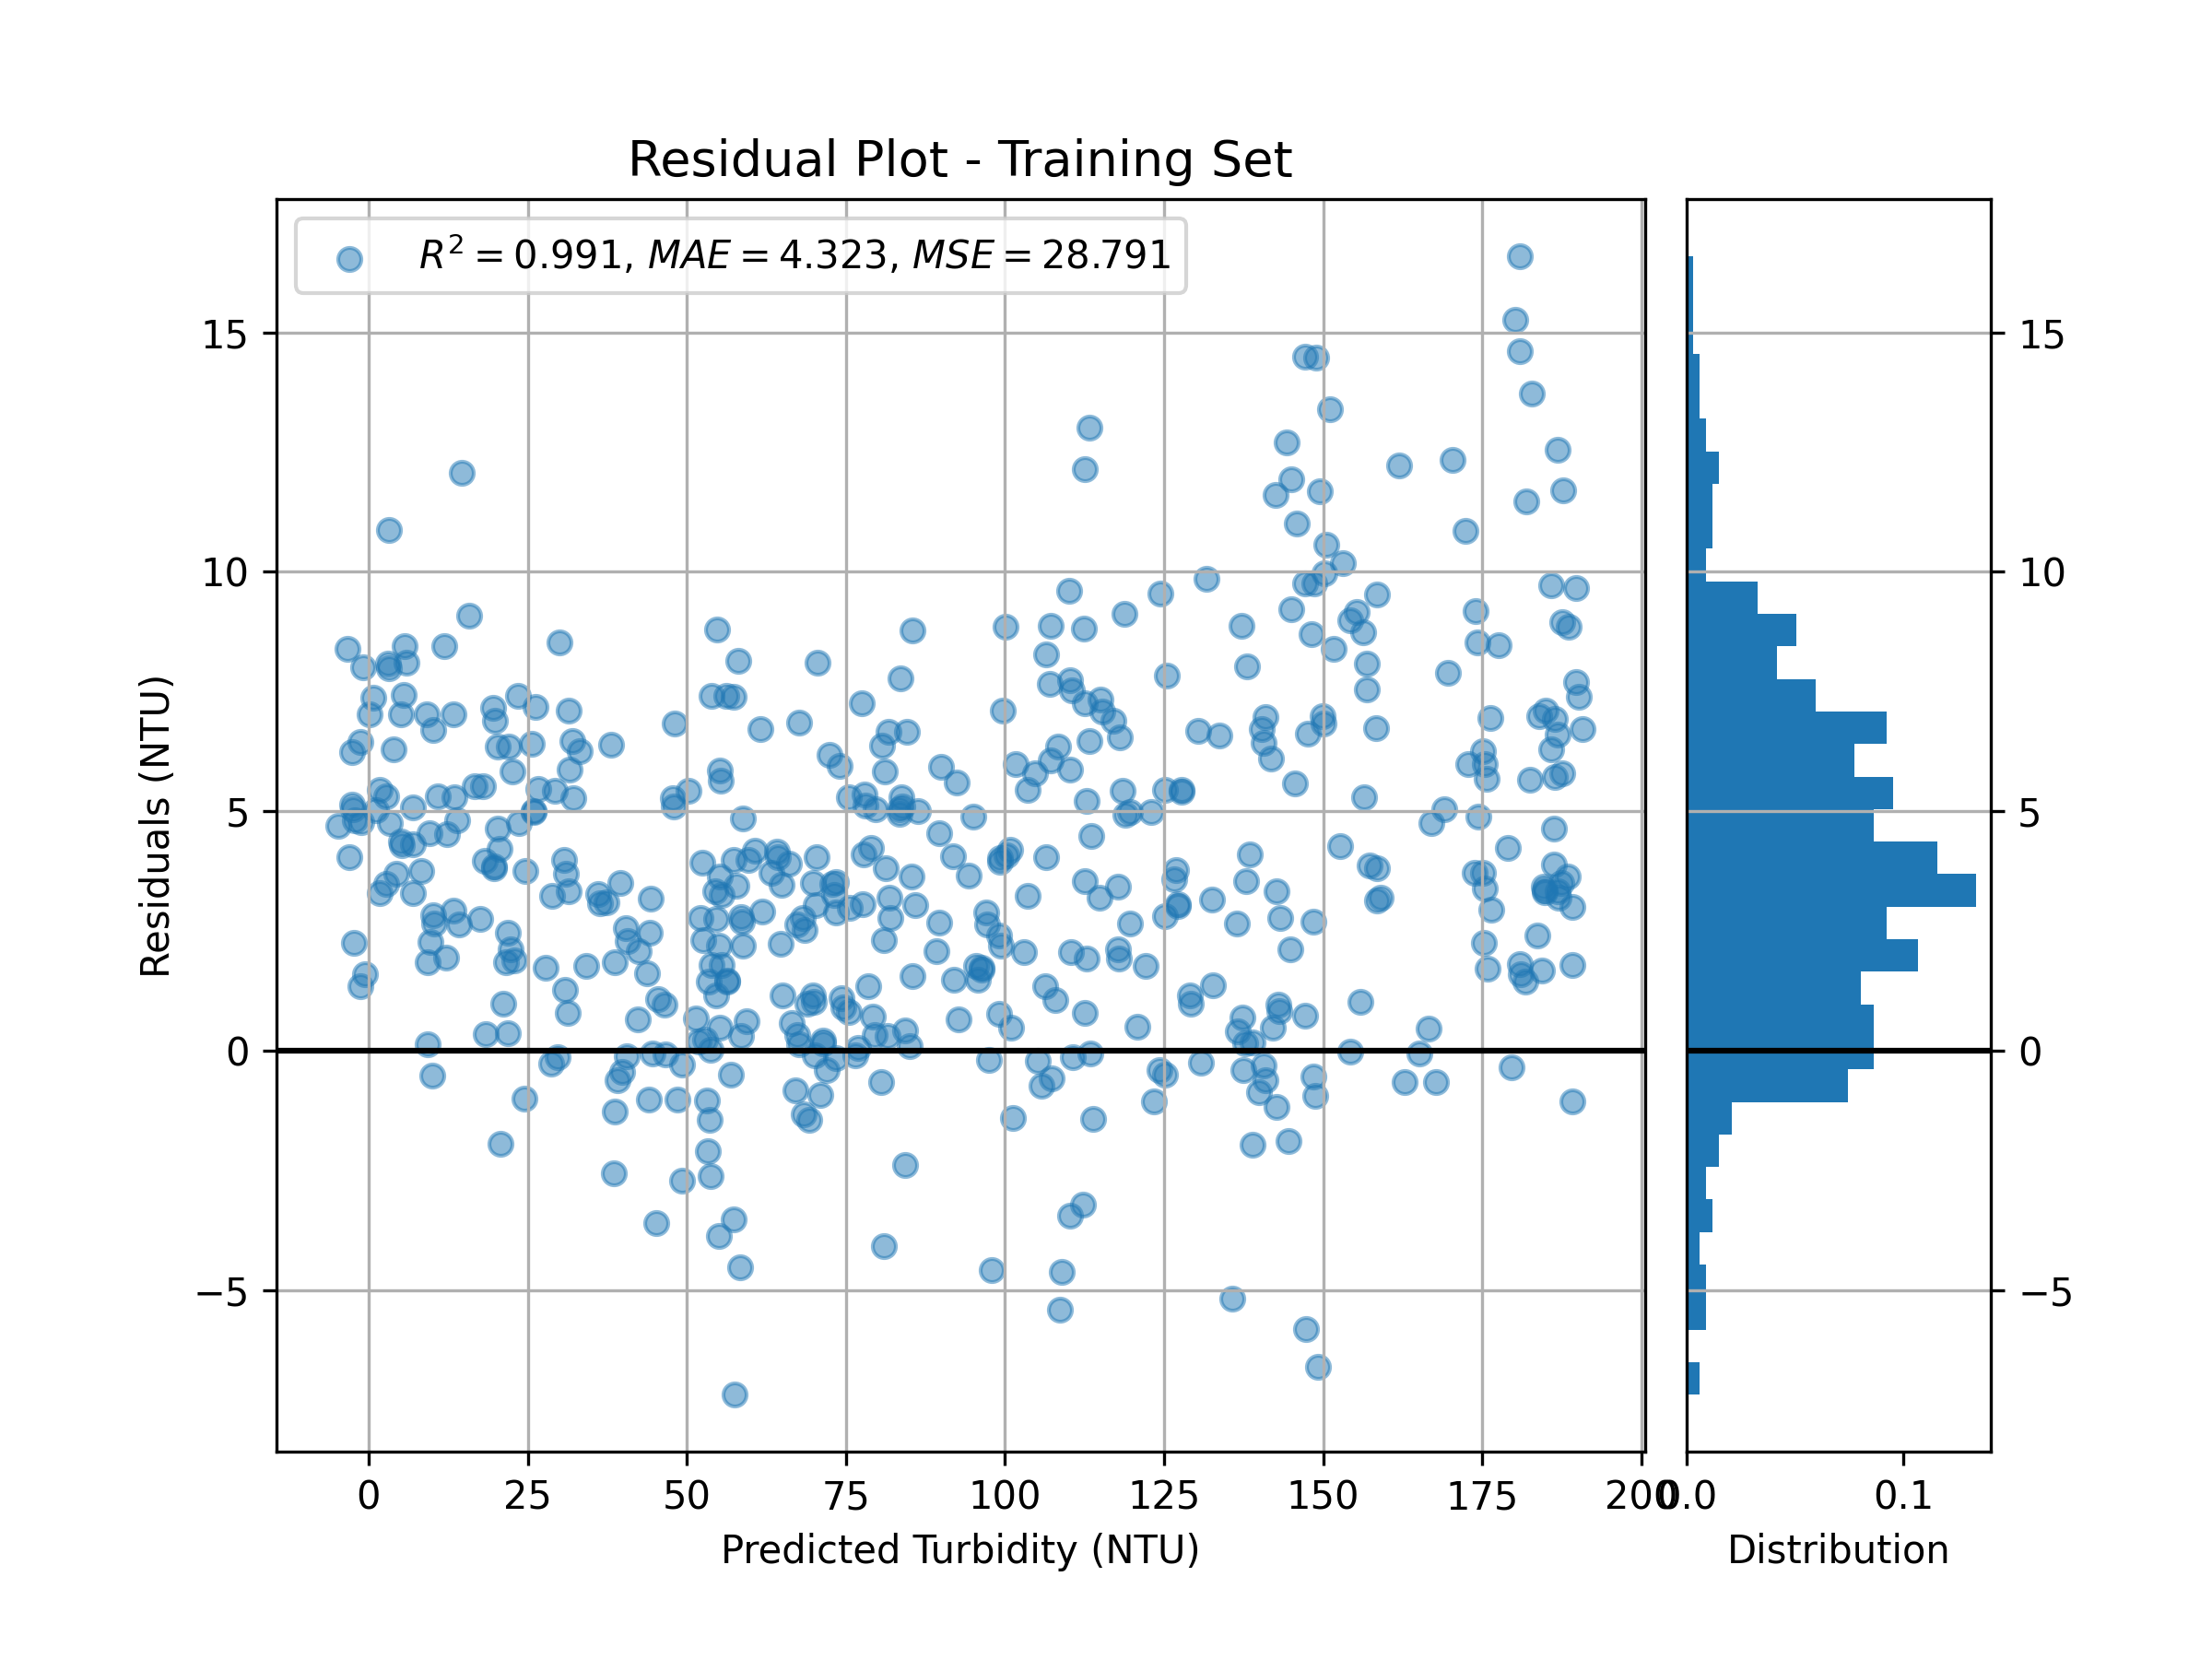 Residual Plot - Training Set
R² = 0.991, MAE = 4.323, MSE = 28.791
Residuals (NTU)
15
10
5
0
−5
0 25 50 75 100 125 150 175 200
Predicted Turbidity (NTU)
15
10
5
0
−5
0.0 0.1
Distribution